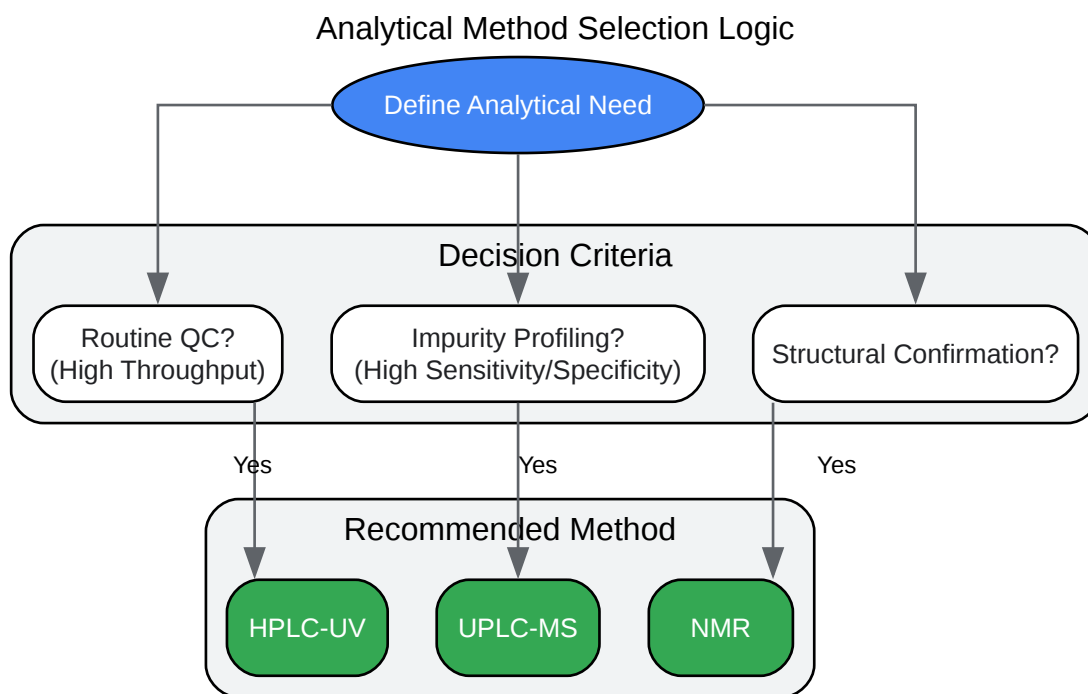 Analytical Method Selection Logic
Define Analytical Need
Decision Criteria
Routine QC?
(High Throughput)
Impurity Profiling?
(High Sensitivity/Specificity)
Structural Confirmation?
Yes
Yes
Yes
Recommended Method
HPLC-UV
UPLC-MS
NMR